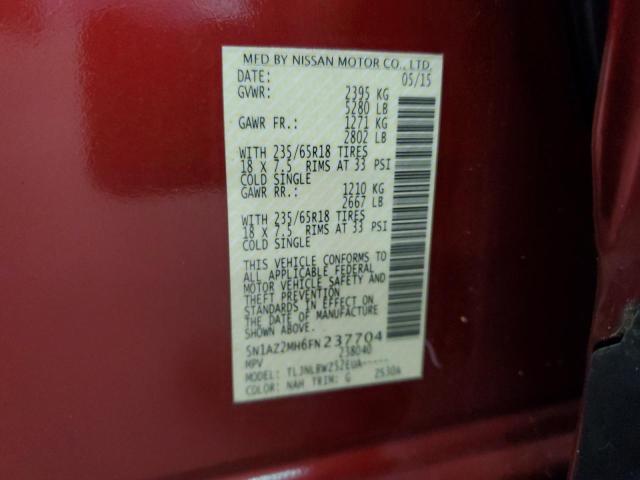 MFD BY NISSAN MOTOR CO., LTD.
DATE: 05/15
GVWR: 2395 KG
5280 LB
GAWR FR.: 1271 KG
2802 LB
WITH 235/65R18 TIRES
18 X 7.5 RIMS AT 33 PSI
COLD SINGLE
GAWR RR.: 1210 KG
2667 LB
WITH 235/65R18 TIRES
18 X 7.5 RIMS AT 33 PSI
COLD SINGLE
THIS VEHICLE CONFORMS TO
ALL APPLICABLE FEDERAL
MOTOR VEHICLE SAFETY AND
THEFT PREVENTION
STANDARDS IN EFFECT ON
THE DATE OF MANUFACTURE
SHOWN ABOVE.
5N1AZ2MH6FN237704
MPV 238040
MODEL: TLJNLBWZ52EUA-----
COLOR: NAH TRIM: G 2530A